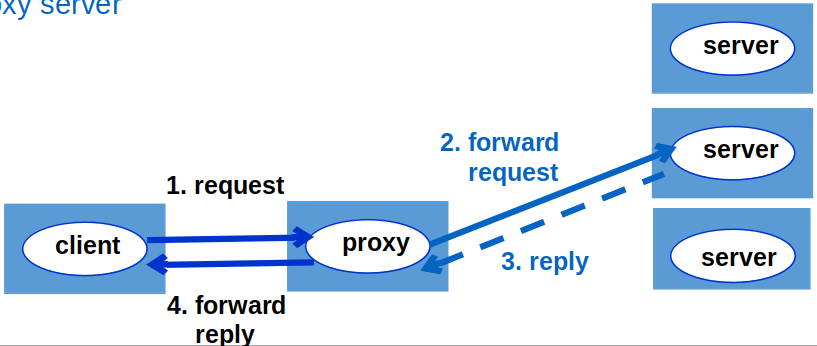 server
server
2. forward
request
1. request
client
proxy
server
3. reply
4. forward
reply